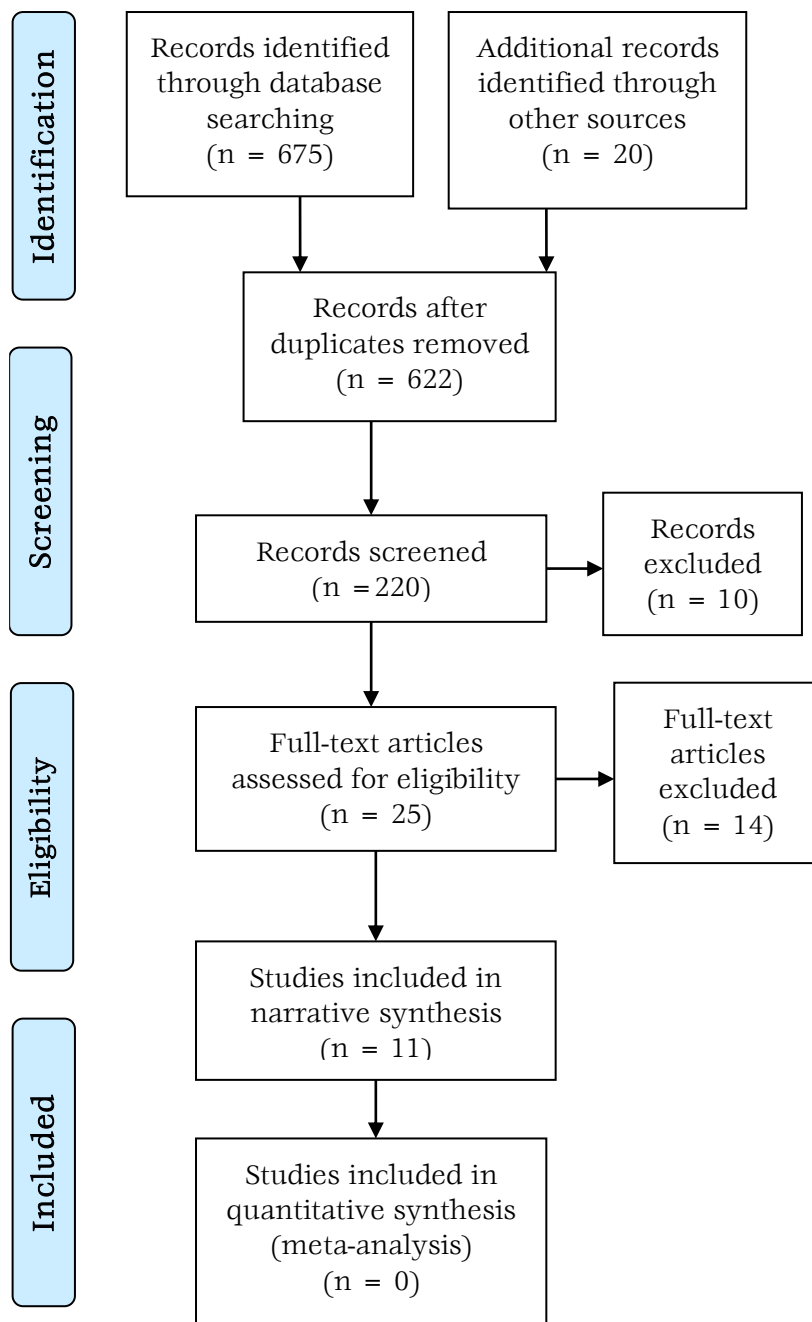 Identification
Records identified
through database
searching
(n = 675)
Additional records
identified through
other sources
(n = 20)
Records after
duplicates removed
(n = 622)
Screening
Records screened
(n =220)
Records
excluded
(n = 10)
Eligibility
Full-text articles
assessed for eligibility
(n = 25)
Full-text
articles
excluded
(n = 14)
Studies included in
narrative synthesis
(n = 11)
Included
Studies included in
quantitative synthesis
(meta-analysis)
(n = 0)